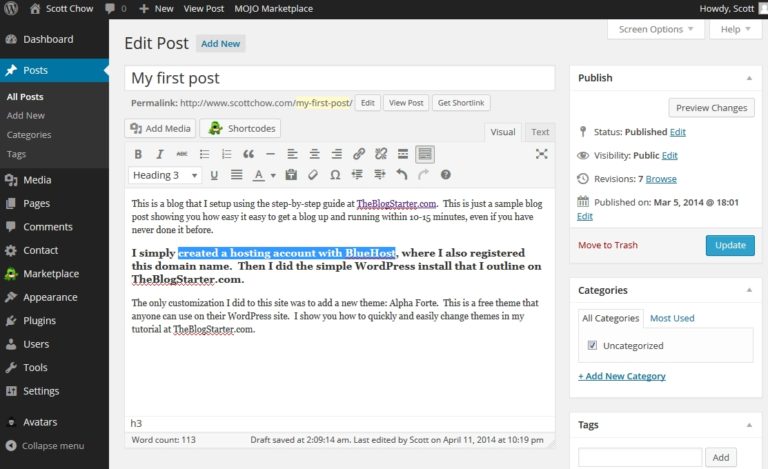 Scott Chow New View Post MOJO Marketplace Howdy, Scott
Screen Options Help
Dashboard
Posts
All Posts
Add New
Categories
Tags
Media
Pages
Comments
Contact
Marketplace
Appearance
Plugins
Users
Tools
Settings
Avatars
Collapse menu
Edit Post Add New
My first post
Permalink: http://www.scottchow.com/my-first-post/ Edit View Post Get Shortlink
Add Media Shortcodes
Visual Text
B I ABC
Heading 3 U A Ω ?
This is a blog that I setup using the step-by-step guide at TheBlogStarter.com. This is just a sample blog
post showing you how easy it easy to get a blog up and running within 10-15 minutes, even if you have
never done it before.
I simply created a hosting account with BlueHost, where I also registered
this domain name. Then I did the simple WordPress install that I outline on
TheBlogStarter.com.
The only customization I did to this site was to add a new theme: Alpha Forte. This is a free theme that
anyone can use on their WordPress site. I show you how to quickly and easily change themes in my
tutorial at TheBlogStarter.com.
h3
Word count: 113 Draft saved at 2:09:14 am. Last edited by Scott on April 11, 2014 at 10:19 pm
Publish
Preview Changes
Status: Published Edit
Visibility: Public Edit
Revisions: 7 Browse
Published on: Mar 5, 2014 @ 18:01
Edit
Move to Trash Update
Categories
All Categories Most Used
Uncategorized
+ Add New Category
Tags
Add